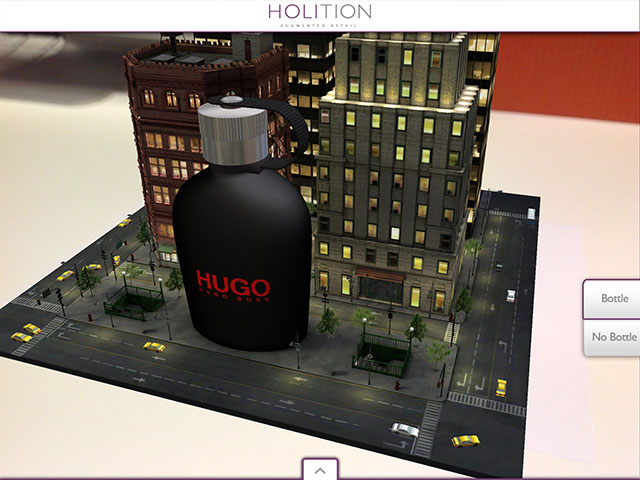 HOLITION
AUGMENTED RETAIL
HUGO
HUGO BOSS
Bottle
No Bottle